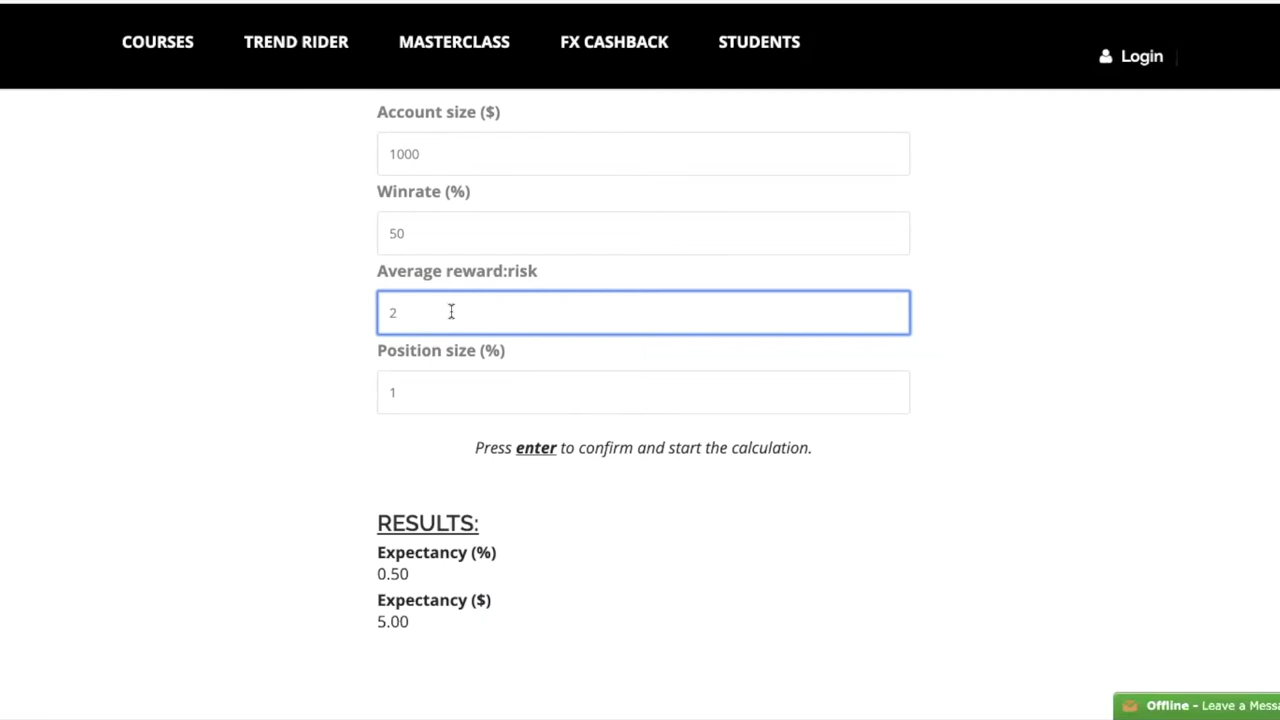 COURSES TREND RIDER MASTERCLASS FX CASHBACK STUDENTS
Login
Account size ($)
1000
Winrate (%)
50
Average reward:risk
2
Position size (%)
1
Press enter to confirm and start the calculation.
RESULTS:
Expectancy (%)
0.50
Expectancy ($)
5.00
Offline - Leave a Messa